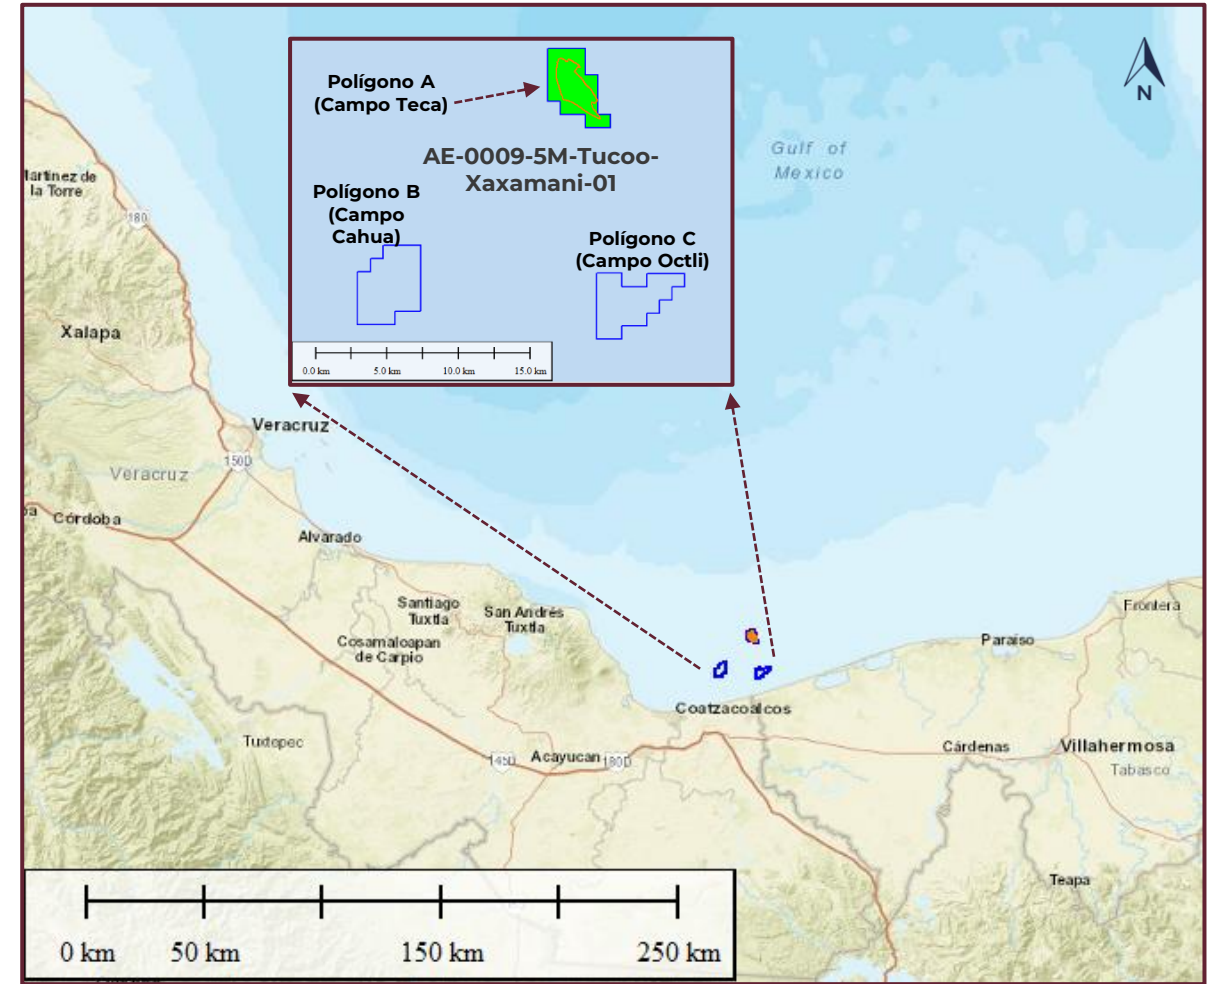 Polígono A
(Campo Teca)
N
Gulf of
Mexico
AE-0009-5M-Tucoo-
Xaxamani-01
Polígono B
(Campo
Cahua)
Polígono C
(Campo Octli)
0.0 km 5.0 km 10.0 km 15.0 km
de la Torre
180
Xalapa
Veracruz
150D
Veracruz
Córdoba
Alvarado
Santiago
Tuxtla
San Andrés
Tuxtla
Cosamaloapan
de Carpio
Frontera
Paraíso
Coatzacoalcos
Tuxtepec
145D
Acayucan
180D
Cárdenas
Villahermosa
Tabasco
Teapa
0 km 50 km 150 km 250 km